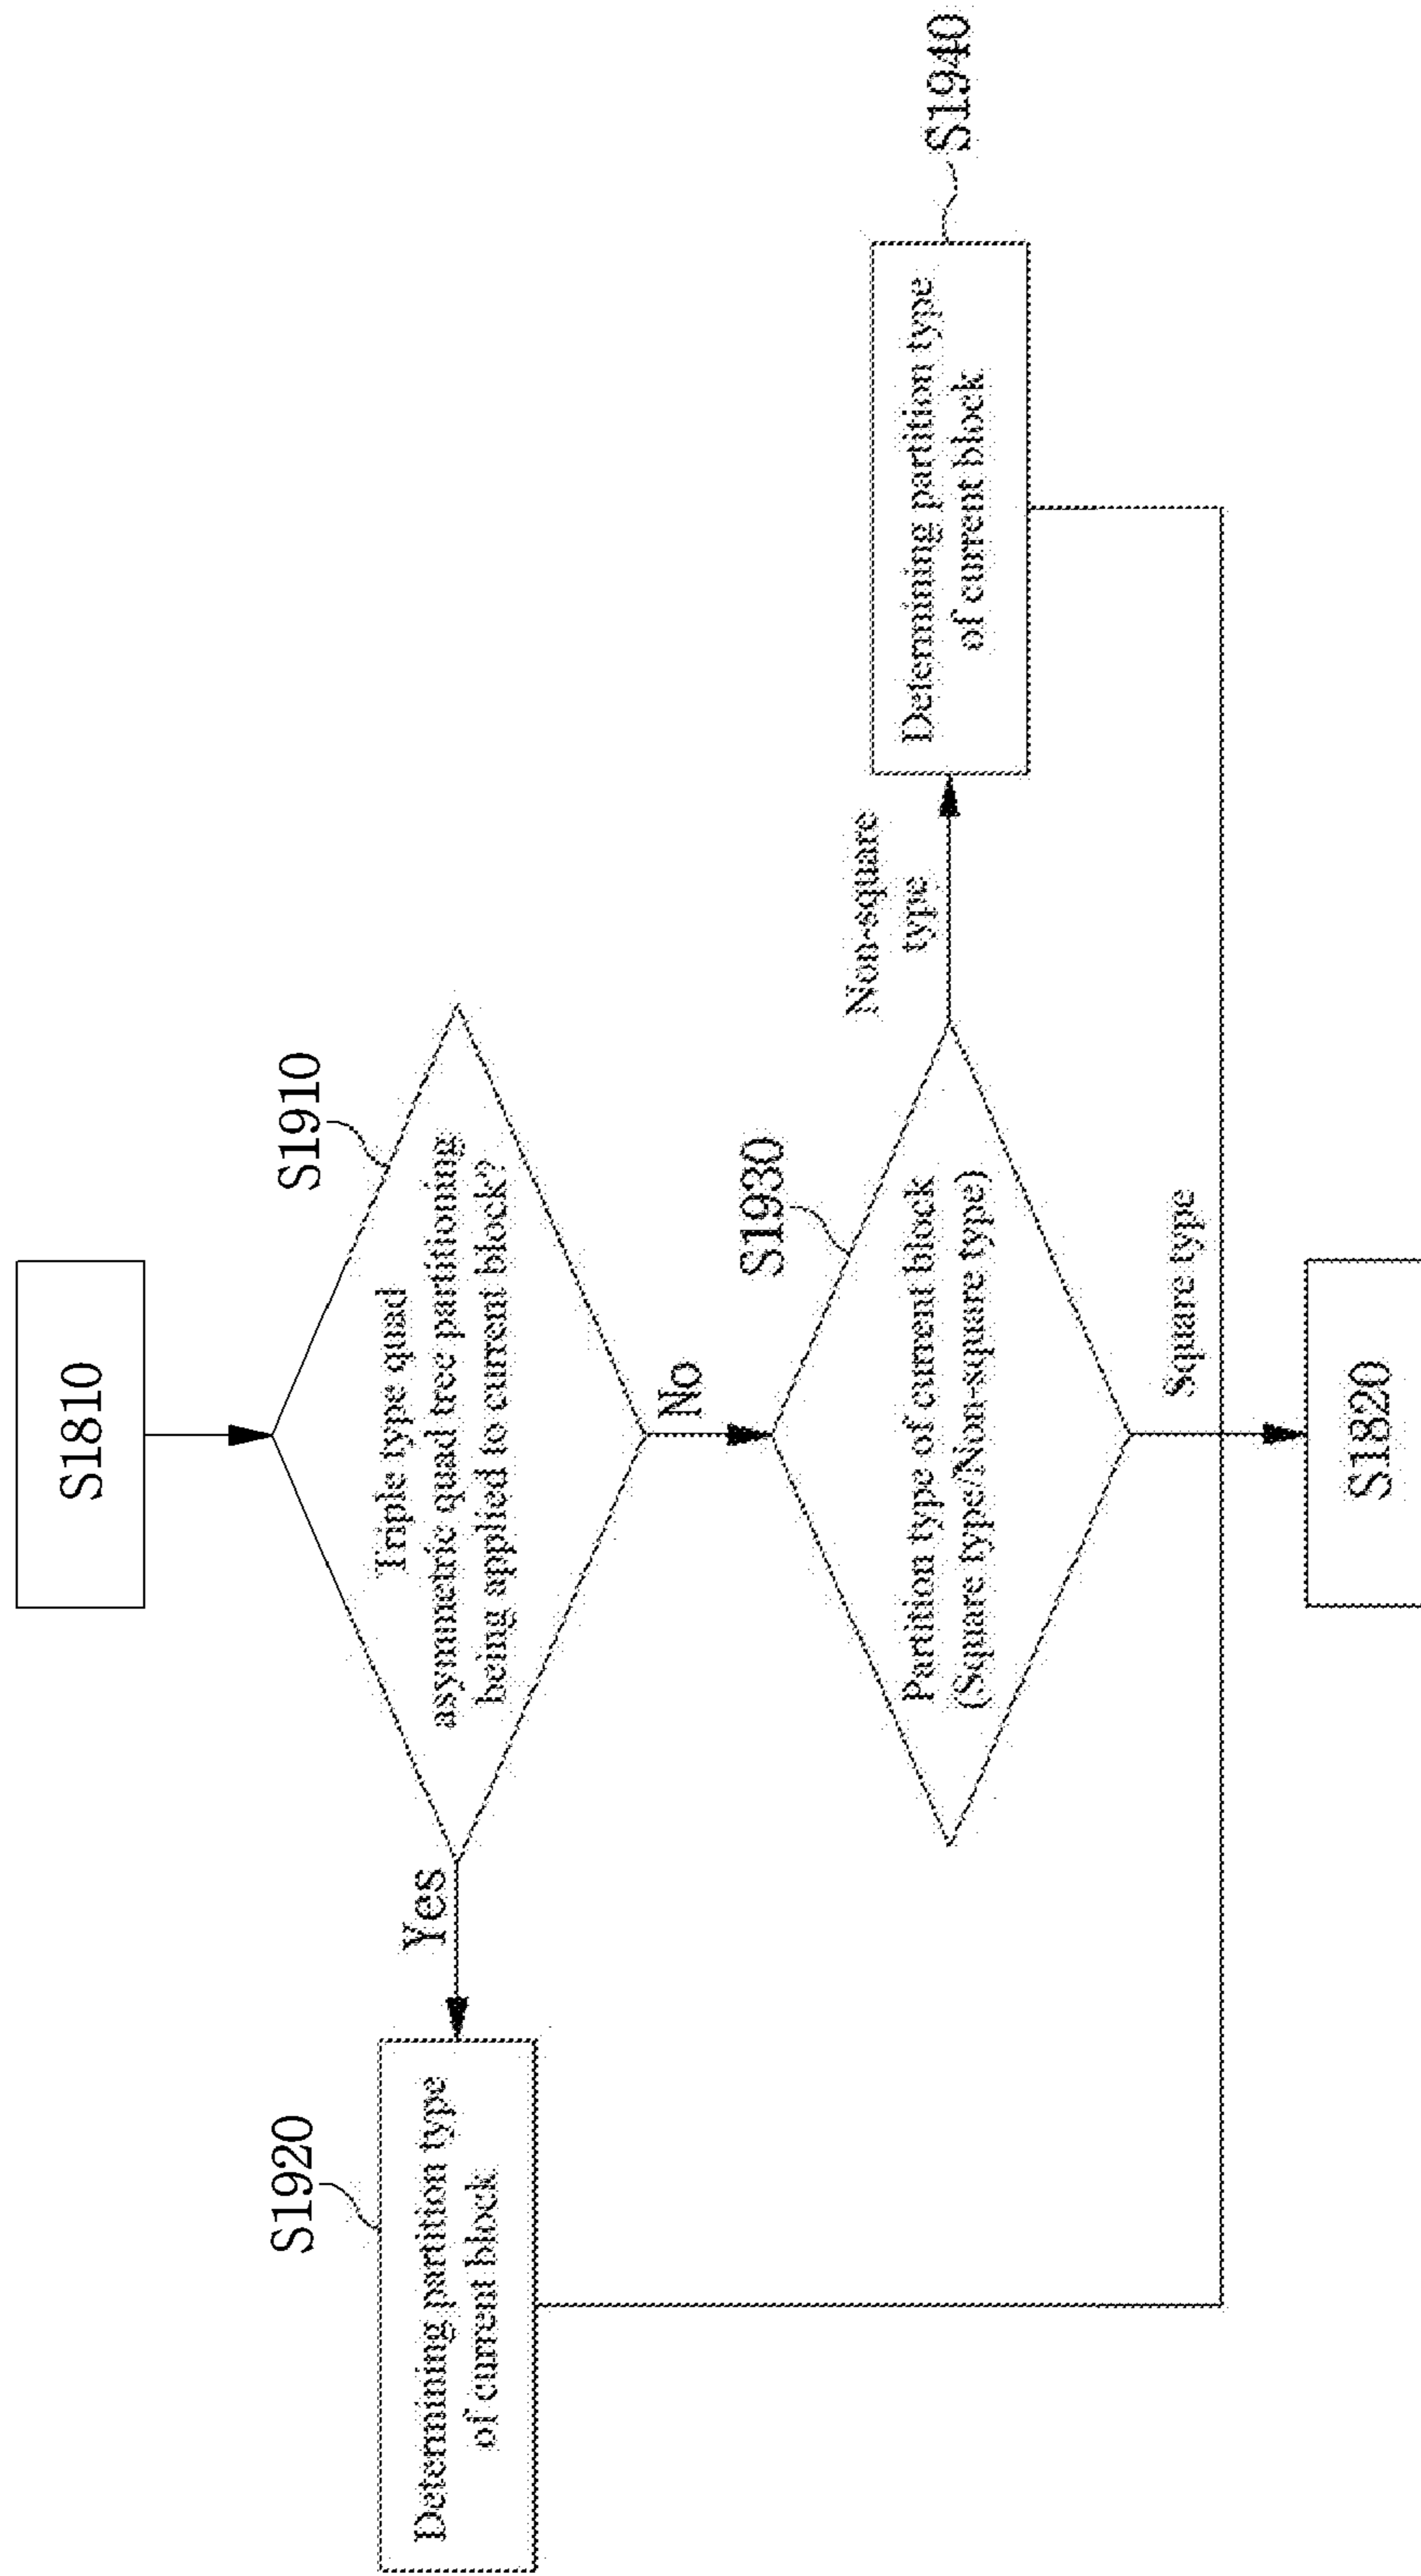 S1810
S1910
Triple type quad
asymmetric quad tree partitioning
being applied to current block?
Yes
No
S1920
Determining partition type
of current block
S1930
Partition type of current block
(Square type/Non-square type)
Non-square
type
S1940
Determining partition type
of current block
Square type
S1820